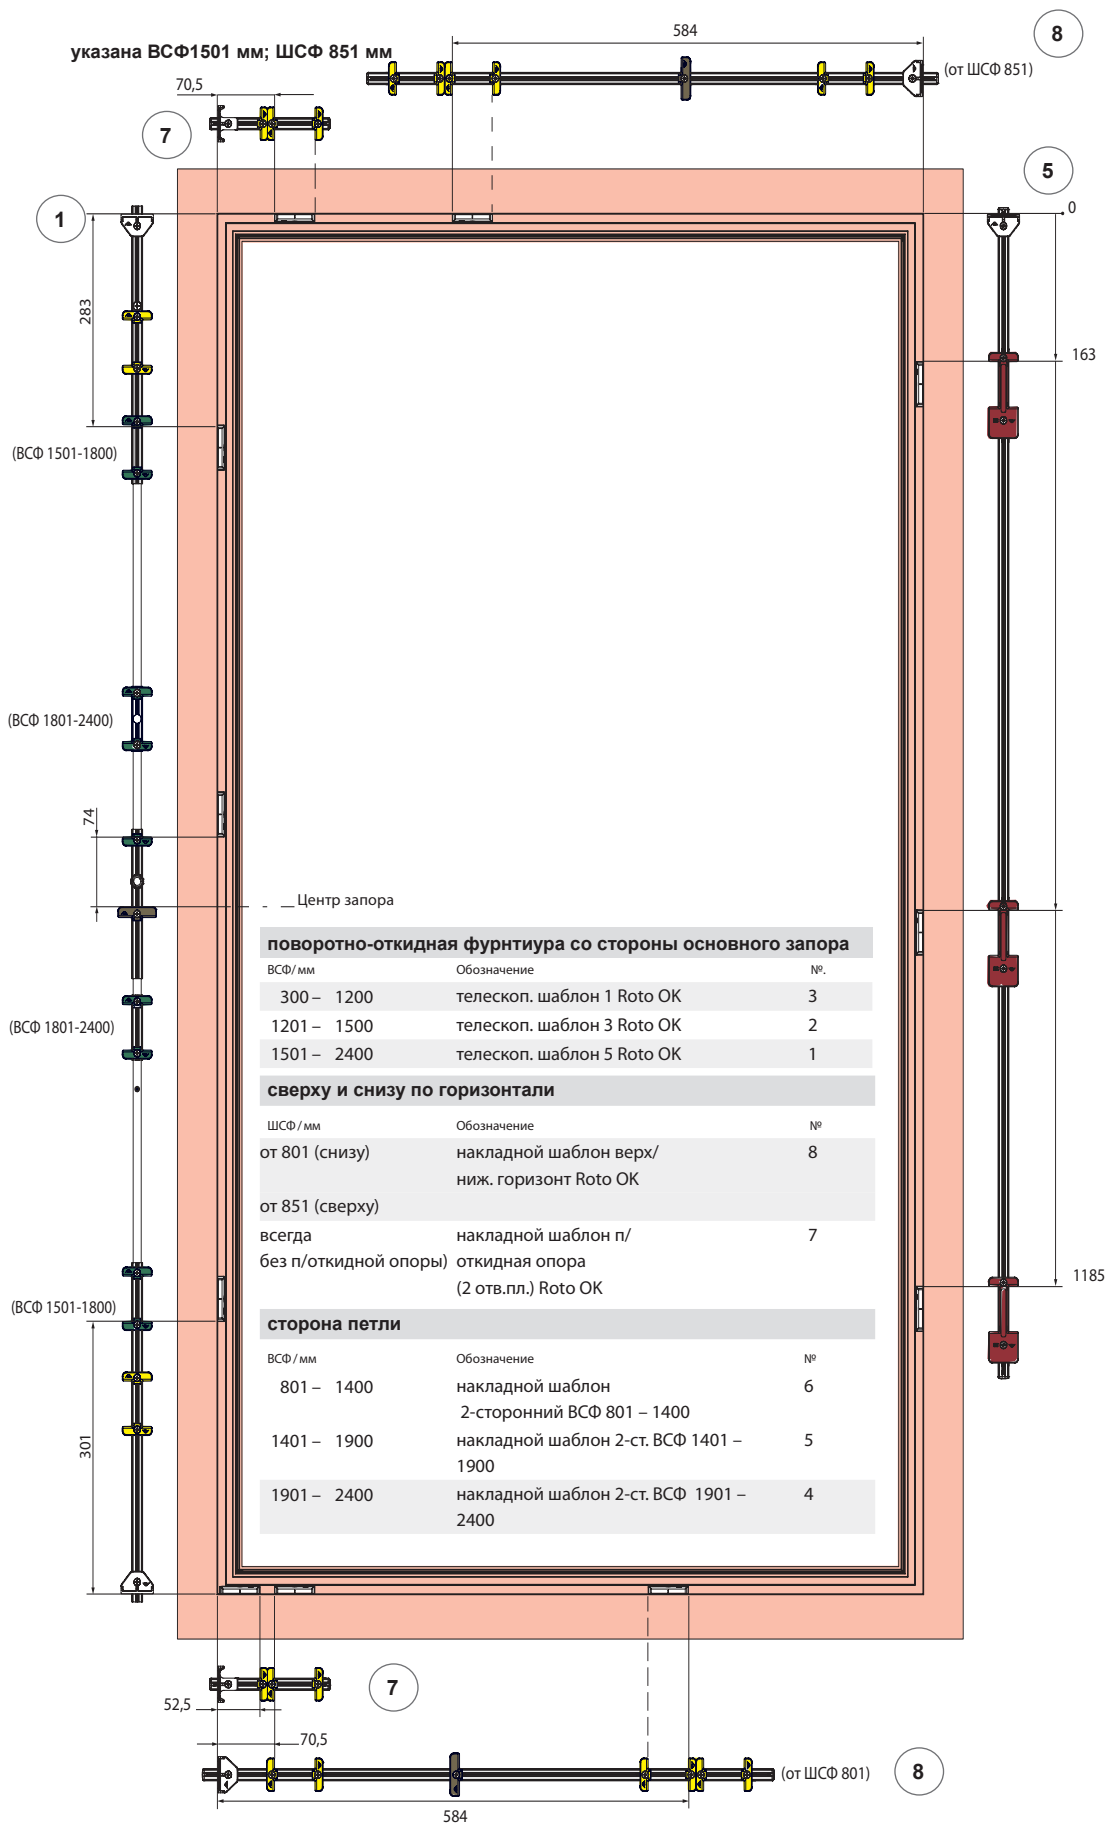 584
8
указана ВСФ1501 мм; ШСФ 851 мм
(от ШСФ 851)
70,5
7
5
1
0
283
163
(ВСФ 1501-1800)
(ВСФ 1801-2400)
74
Центр запора
поворотно-откидная фурнтиура со стороны основного запора
ВСФ/мм Обозначение №.
300 – 1200 телескоп. шаблон 1 Roto OK 3
1201 – 1500 телескоп. шаблон 3 Roto OK 2
1501 – 2400 телескоп. шаблон 5 Roto OK 1
(ВСФ 1801-2400)
сверху и снизу по горизонтали
ШСФ/мм Обозначение №
от 801 (снизу) накладной шаблон верх/ 8
ниж. горизонт Roto OK
от 851 (сверху)
всегда накладной шаблон п/ 7
без п/откидной опоры) откидная опора
(2 отв.пл.) Roto OK
1185
(ВСФ 1501-1800)
сторона петли
ВСФ/мм Обозначение №
801 – 1400 накладной шаблон 6
2-сторонний ВСФ 801 – 1400
1401 – 1900 накладной шаблон 2-ст. ВСФ 1401 – 5
1900
1901 – 2400 накладной шаблон 2-ст. ВСФ 1901 – 4
2400
301
7
52,5
70,5
(от ШСФ 801)
8
584